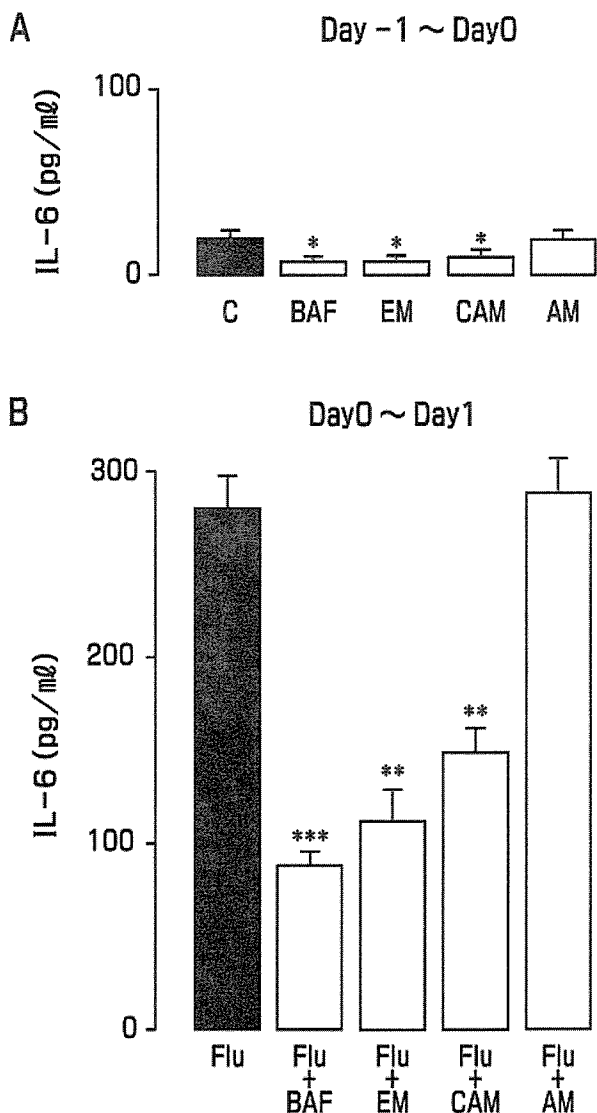 A
Day -1 ~ Day0
100
0
IL-6 (pg/mℓ)
*
*
*
C BAF EM CAM AM
B
Day0 ~ Day1
300
200
100
0
IL-6 (pg/mℓ)
***
**
**
Flu Flu Flu Flu Flu
+ + + +
BAF EM CAM AM